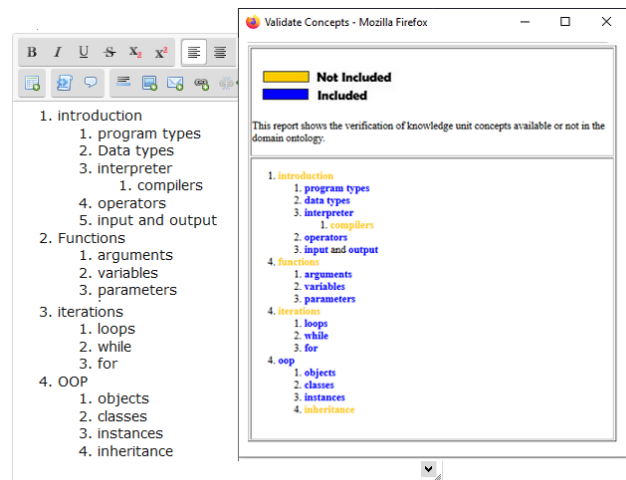 B I U S X₂ X²
1. introduction
1. program types
2. Data types
3. interpreter
1. compilers
4. operators
5. input and output
2. Functions
1. arguments
2. variables
3. parameters
3. iterations
1. loops
2. while
3. for
4. OOP
1. objects
2. classes
3. instances
4. inheritance
Validate Concepts - Mozilla Firefox
Not Included
Included
This report shows the verification of knowledge unit concepts available or not in the
domain ontology.
1. introduction
1. program types
2. data types
3. interpreter
1. compilers
2. operators
3. input and output
4. functions
1. arguments
2. variables
3. parameters
4. iterations
1. loops
2. while
3. for
4. oop
1. objects
2. classes
3. instances
4. inheritance